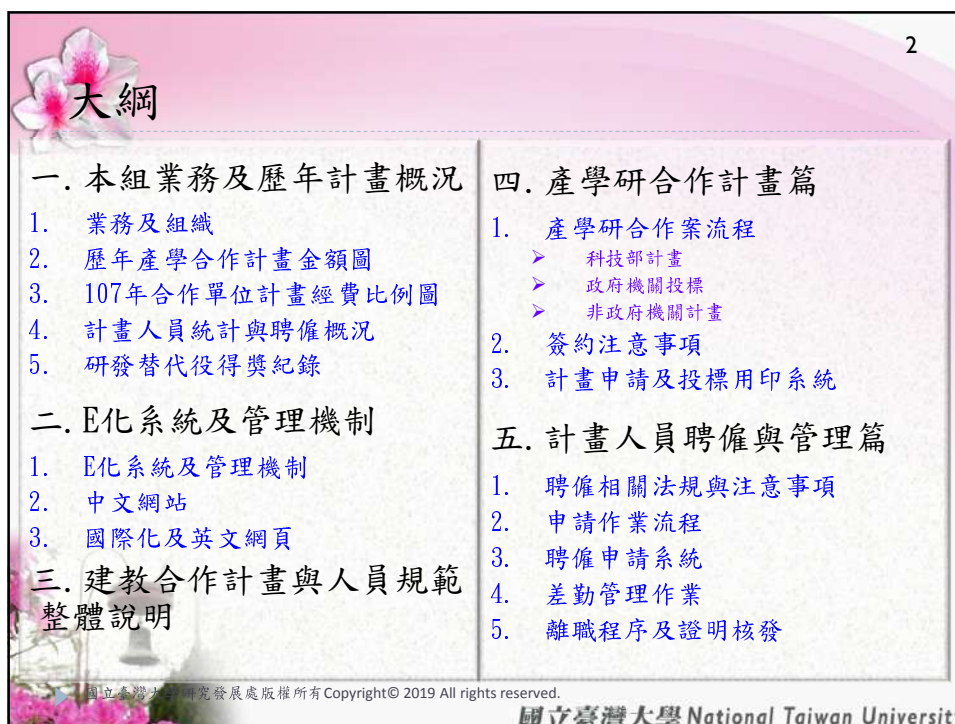 2
大綱
一. 本組業務及歷年計畫概況
1. 業務及組織
2. 歷年產學合作計畫金額圖
3. 107年合作單位計畫經費比例圖
4. 計畫人員統計與聘僱概況
5. 研發替代役得獎紀錄
二. E化系統及管理機制
1. E化系統及管理機制
2. 中文網站
3. 國際化及英文網頁
三. 建教合作計畫與人員規範
整體說明
四. 產學研合作計畫篇
1. 產學研合作案流程
➢ 科技部計畫
➢ 政府機關投標
➢ 非政府機關計畫
2. 簽約注意事項
3. 計畫申請及投標用印系統
五. 計畫人員聘僱與管理篇
1. 聘僱相關法規與注意事項
2. 申請作業流程
3. 聘僱申請系統
4. 差勤管理作業
5. 離職程序及證明核發
國立臺灣大學研究發展處版權所有Copyright© 2019 All rights reserved.
國立臺灣大學 National Taiwan Universit